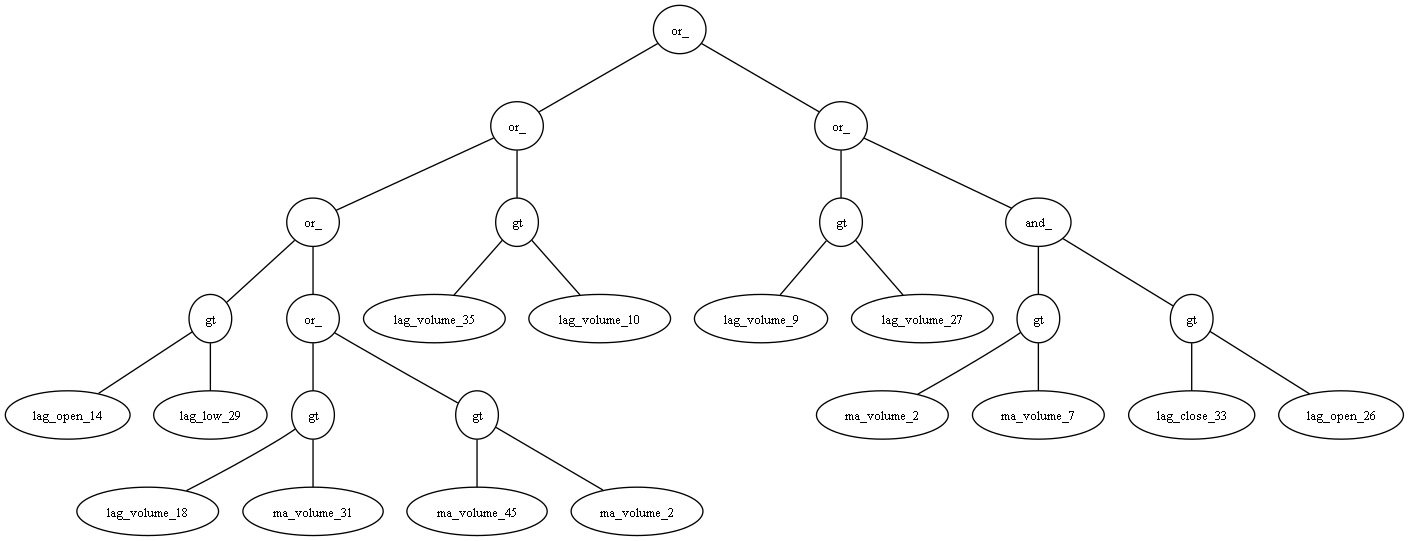 or_
or_
or_
or_
gt
gt
and_
gt
or_
lag_volume_35
lag_volume_10
lag_volume_9
lag_volume_27
gt
gt
lag_open_14
lag_low_29
gt
gt
ma_volume_2
ma_volume_7
lag_close_33
lag_open_26
lag_volume_18
ma_volume_31
ma_volume_45
ma_volume_2